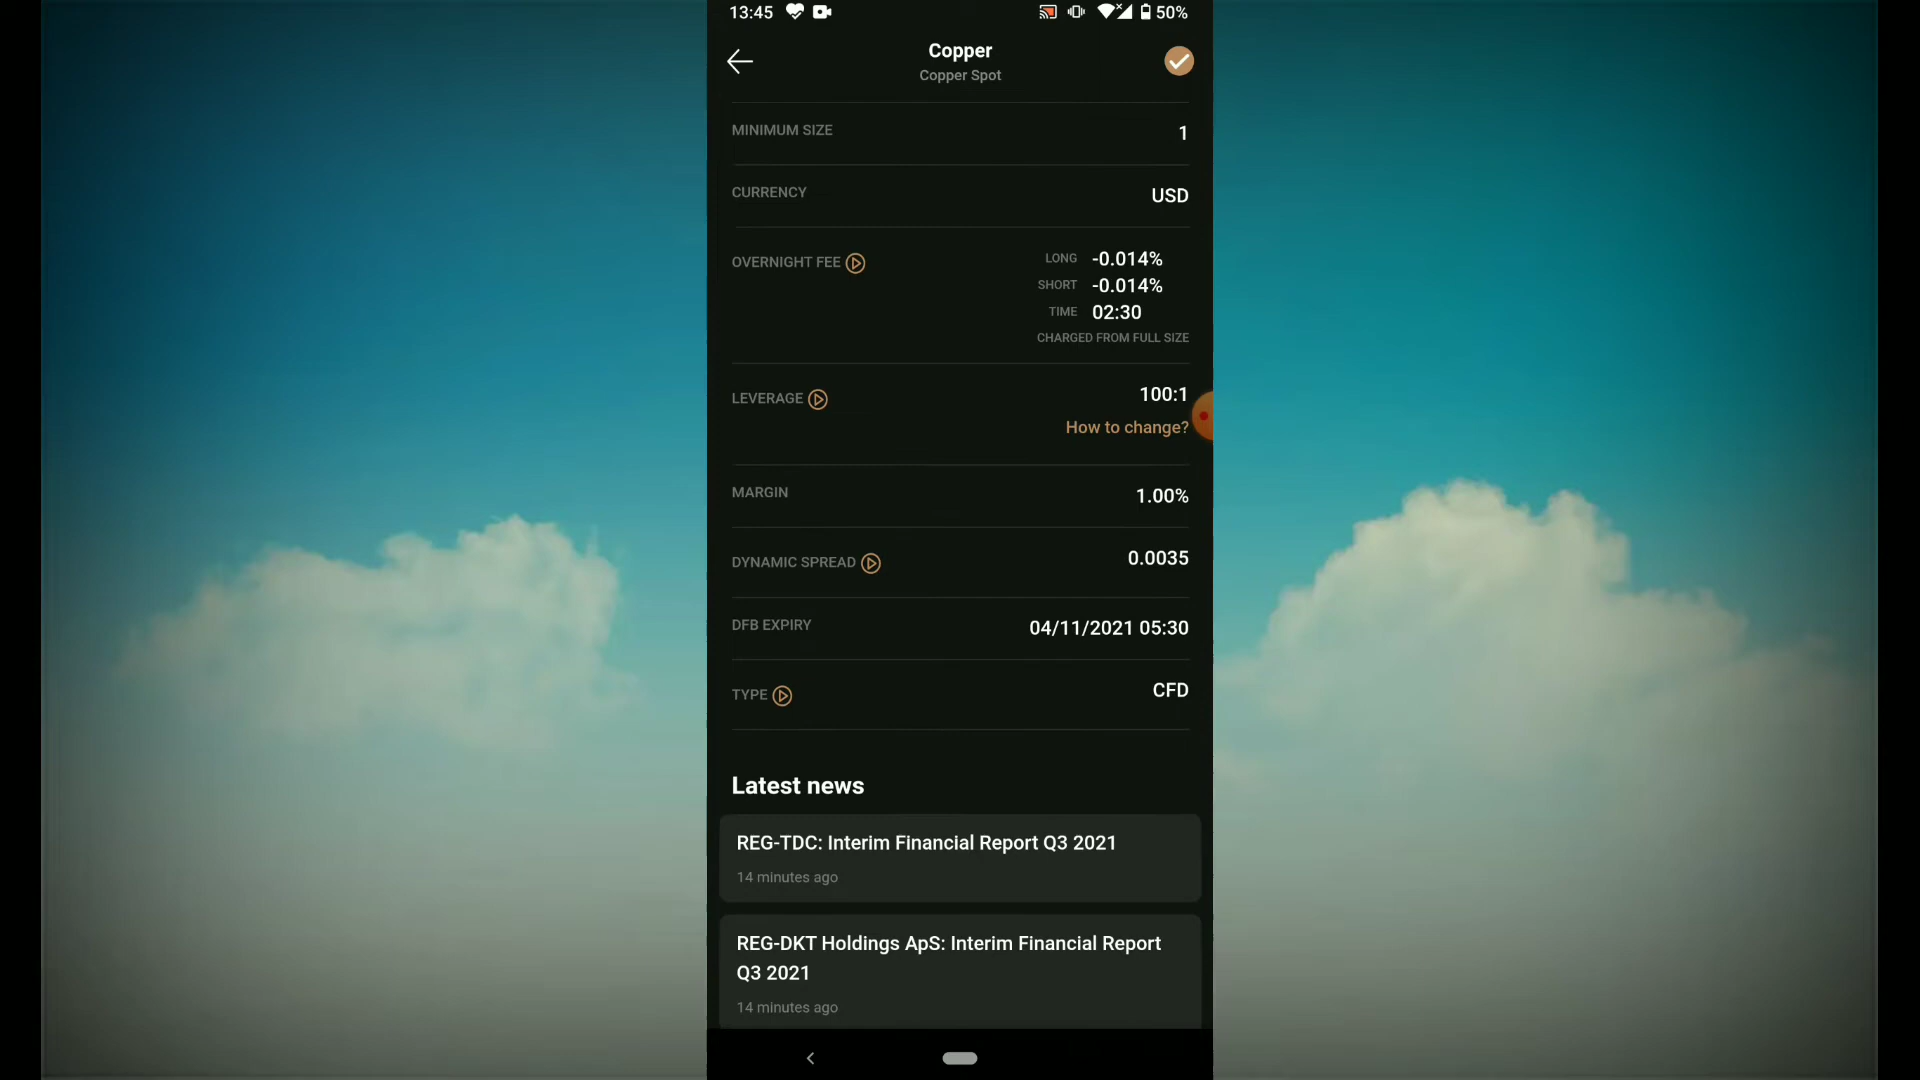 13:45
50%
Copper
Copper Spot
MINIMUM SIZE
1
CURRENCY
USD
OVERNIGHT FEE
LONG -0.014%
SHORT -0.014%
TIME 02:30
CHARGED FROM FULL SIZE
LEVERAGE
100:1
How to change?
MARGIN
1.00%
DYNAMIC SPREAD
0.0035
DFB EXPIRY
04/11/2021 05:30
TYPE
CFD
Latest news
REG-TDC: Interim Financial Report Q3 2021
14 minutes ago
REG-DKT Holdings ApS: Interim Financial Report
Q3 2021
14 minutes ago